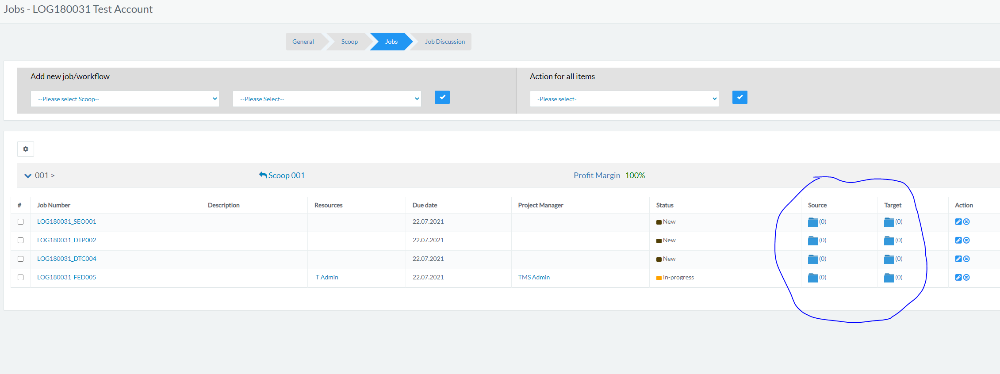 Jobs - LOG180031 Test Account
General Scoop Jobs Job Discussion
Add new job/workflow Action for all items
--Please select Scoop-- --Please Select-- -Please select-
001 > Scoop 001 Profit Margin 100%
# Job Number Description Resources Due date Project Manager Status Source Target Action
LOG180031_SEO001 22.07.2021 New (0) (0)
LOG180031_DTP002 22.07.2021 New (0) (0)
LOG180031_DTC004 22.07.2021 New (0) (0)
LOG180031_FED005 T Admin 22.07.2021 TMS Admin In-progress (0) (0)